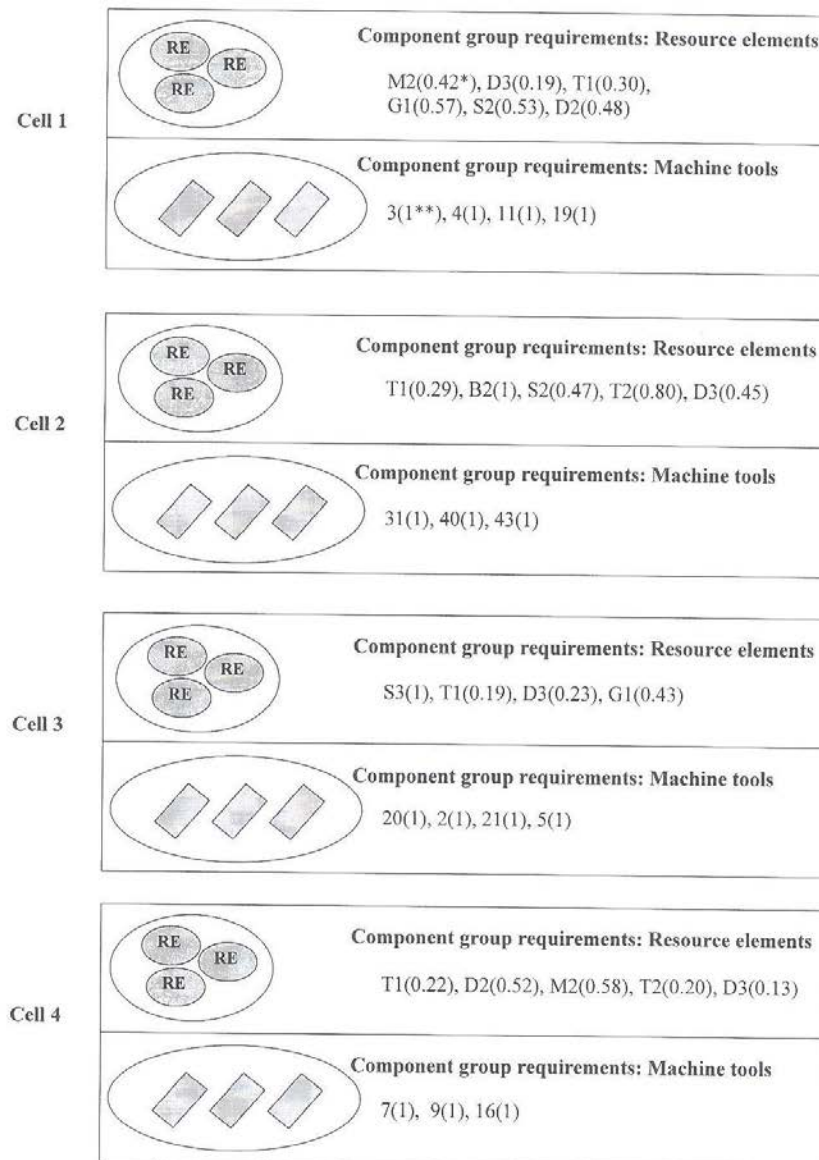 Component group requirements: Resource elements
RE
RE
RE
M2(0.42*), D3(0.19), T1(0.30),
G1(0.57), S2(0.53), D2(0.48)
Cell 1
Component group requirements: Machine tools
3(1**), 4(1), 11(1), 19(1)
Component group requirements: Resource elements
RE
RE
RE
T1(0.29), B2(1), S2(0.47), T2(0.80), D3(0.45)
Cell 2
Component group requirements: Machine tools
31(1), 40(1), 43(1)
Component group requirements: Resource elements
RE
RE
RE
S3(1), T1(0.19), D3(0.23), G1(0.43)
Cell 3
Component group requirements: Machine tools
20(1), 2(1), 21(1), 5(1)
Component group requirements: Resource elements
RE
RE
RE
T1(0.22), D2(0.52), M2(0.58), T2(0.20), D3(0.13)
Cell 4
Component group requirements: Machine tools
7(1), 9(1), 16(1)